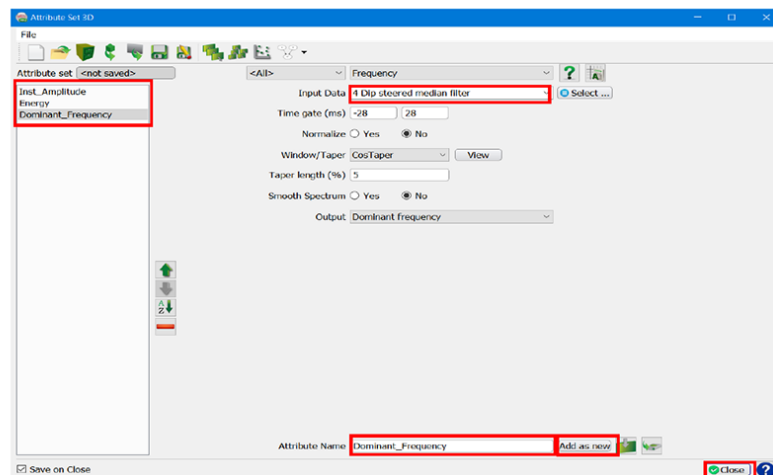 Attribute Set 3D
File
Attribute set <not saved> <All> Frequency
Inst_Amplitude
Energy
Dominant_Frequency
Input Data 4 Dip steered median filter Select ...
Time gate (ms) -28 28
Normalize Yes No
Window/Taper CosTaper View
Taper length (%) 5
Smooth Spectrum Yes No
Output Dominant frequency
A
Z
Attribute Name Dominant_Frequency Add as new
Save on Close Close ?